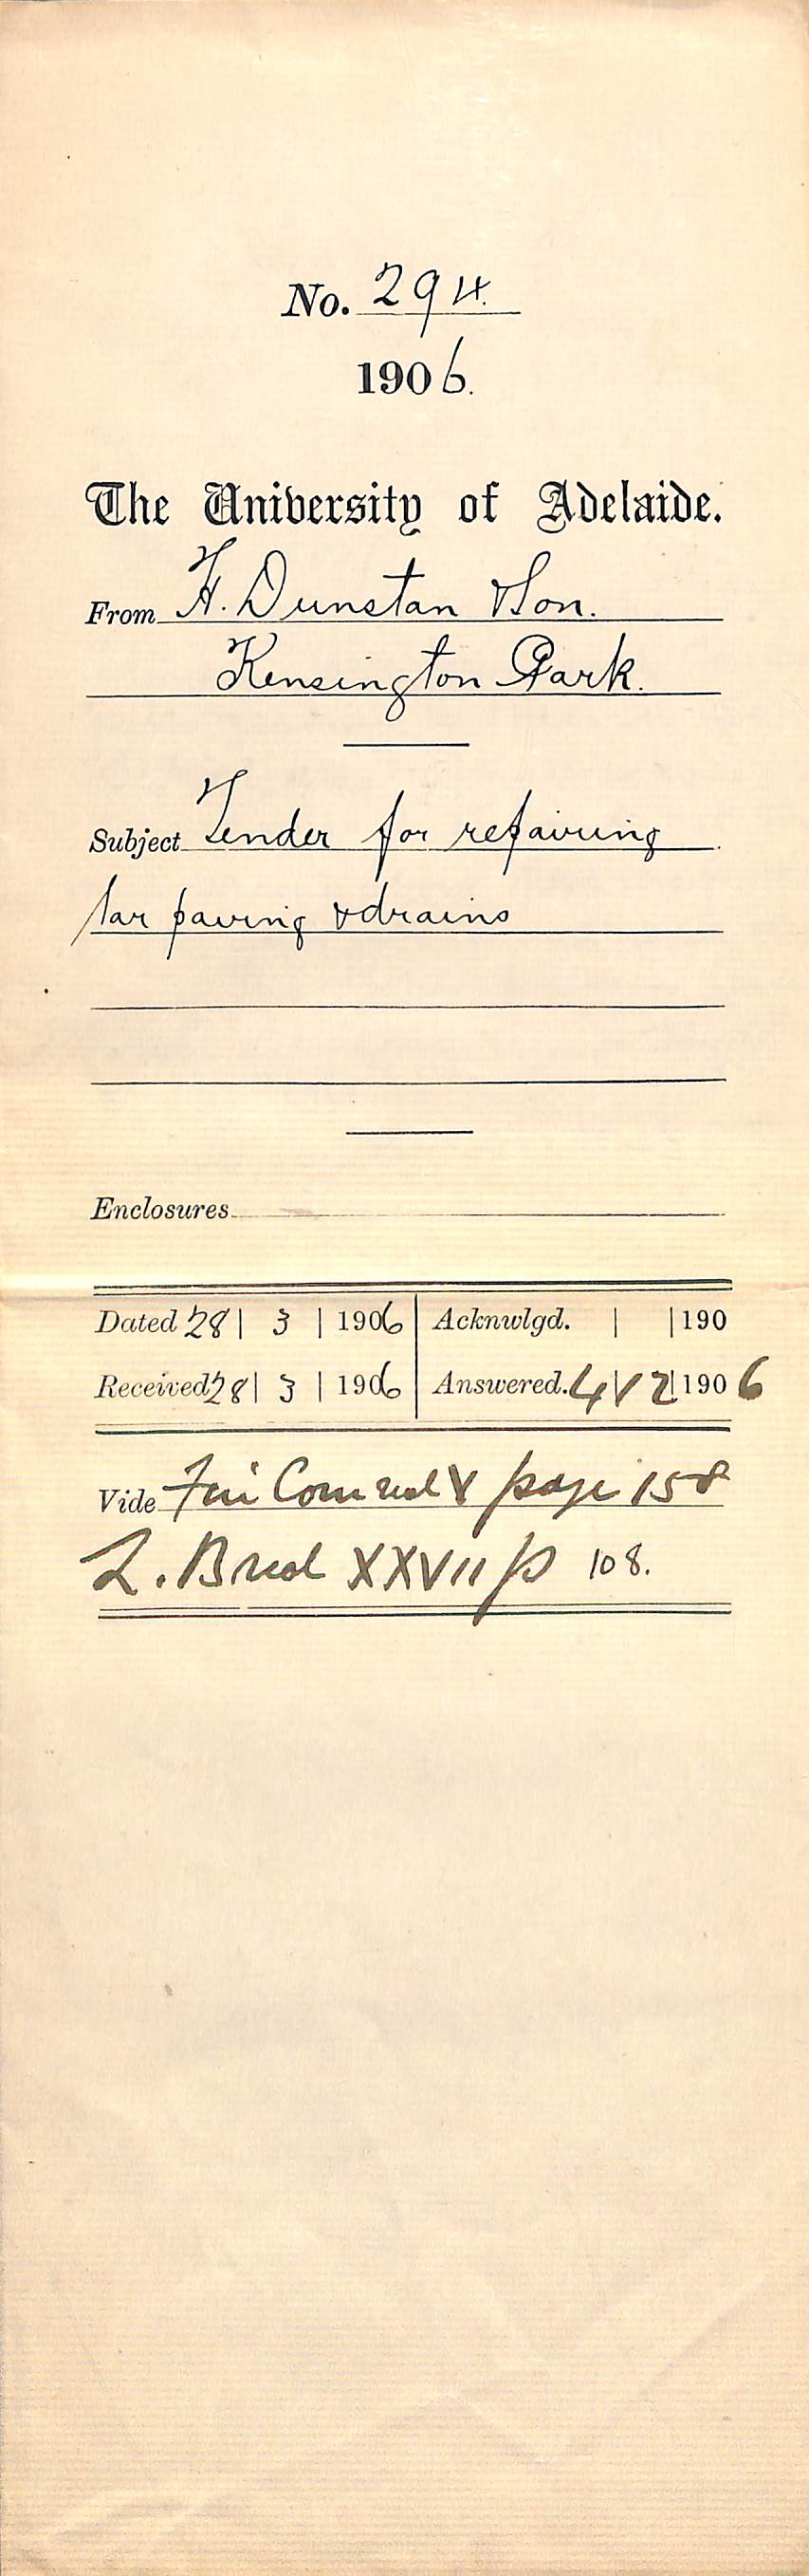 No. 294.
1906.
The University of Adelaide.
From H. Dunstan & Son.
Kensington Park.
Subject Tender for repairing
tar paving & drains
Enclosures
Dated 28 | 3 | 1906 Acknwlgd. | | 190
Received 28 | 3 | 1906 Answered. 4 | | 1906
Vide Fin Com vol V page 158
L. B vol XXVII p 108.